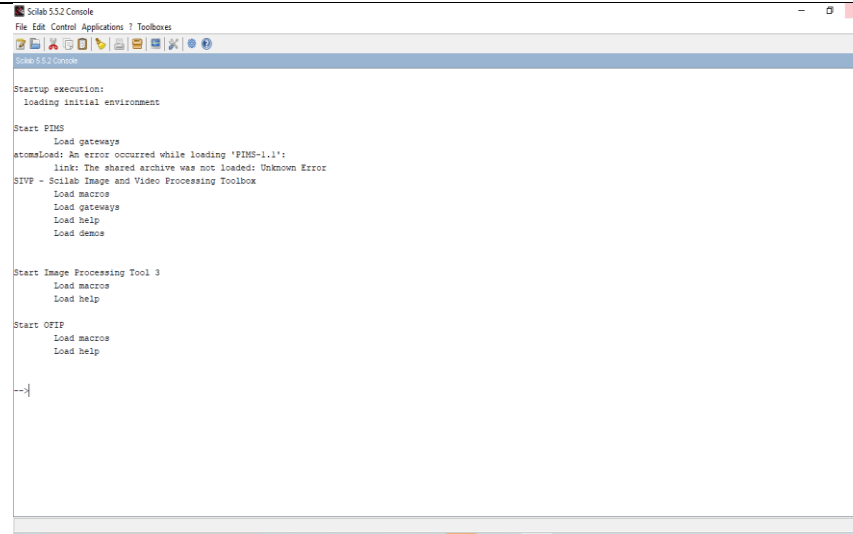 Scilab 5.5.2 Console
File Edit Control Applications ? Toolboxes
Scilab 5.5.2 Console
Startup execution:
loading initial environment
Start PIMS
Load gateways
atomsLoad: An error occurred while loading 'PIMS-1.1':
link: The shared archive was not loaded: Unknown Error
SIVP - Scilab Image and Video Processing Toolbox
Load macros
Load gateways
Load help
Load demos
Start Image Processing Tool 3
Load macros
Load help
Start OFIP
Load macros
Load help
-->